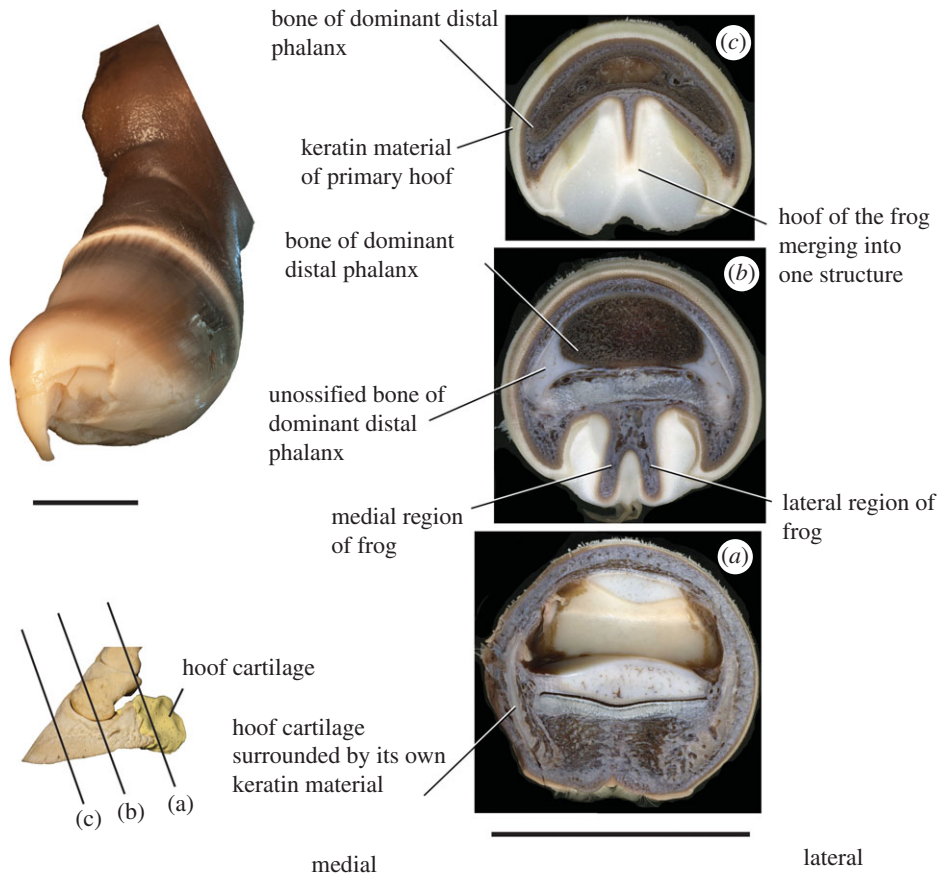 bone of dominant distal
phalanx
(c)
keratin material
of primary hoof
hoof of the frog
merging into
one structure
bone of dominant
distal phalanx
(b)
unossified bone of
dominant distal
phalanx
medial region
of frog
lateral region of
frog
(a)
hoof cartilage
hoof cartilage
surrounded by its own
keratin material
(c)
(b)
(a)
medial
lateral